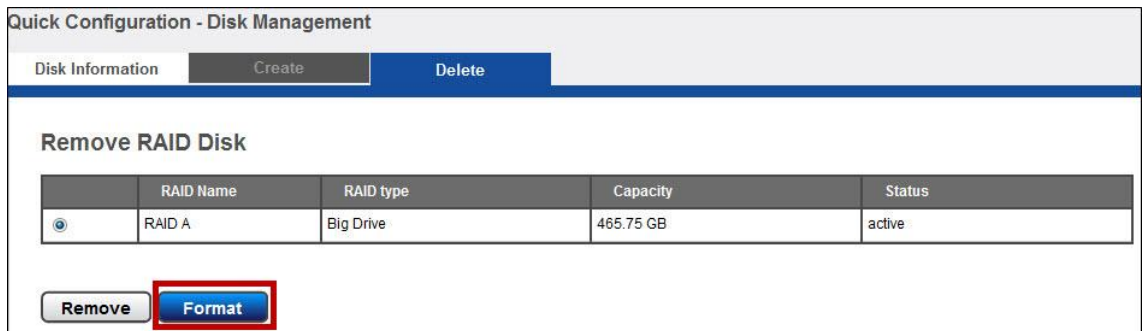 Quick Configuration - Disk Management
Disk Information Create Delete
Remove RAID Disk
RAID Name RAID type Capacity Status
RAID A Big Drive 465.75 GB active
Remove Format